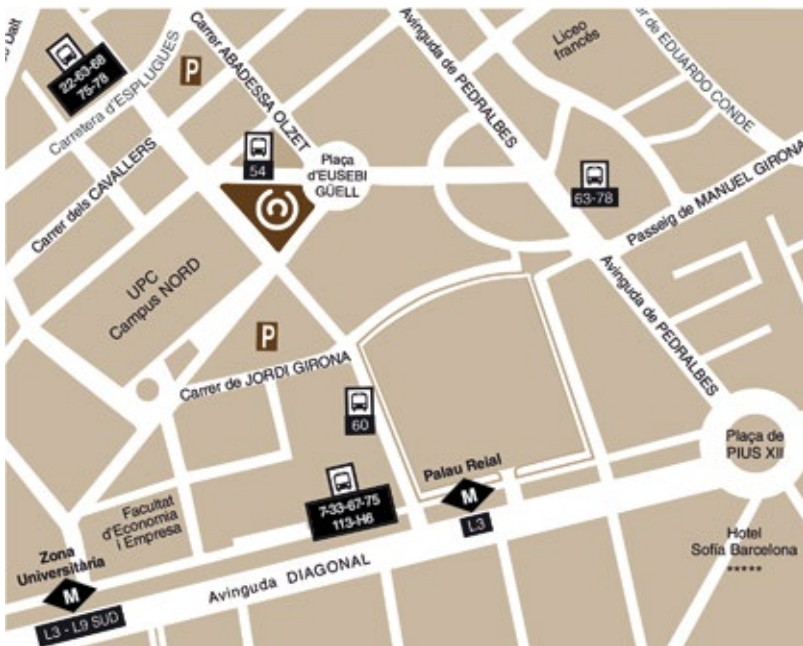 Dalt
22-63-68
75-78
P
Carretera d'ESPLUGUES
Carrer ABADESSA OLZET
Avinguda de PEDRALBES
Liceo
francés
de EDUARDO CONDE
54
Plaça
d'EUSEBI
GÜELL
Carrer dels CAVALLERS
63-78
Passeig de MANUEL GIRONA
UPC
Campus NORD
Avinguda de PEDRALBES
P
Carrer de JORDI GIRONA
60
Plaça de
PIUS XII
Palau Reial
M
L3
7-33-67-75
113-H6
Facultat
d'Economia
i Empresa
Zona
Universitària
M
L3 - L9 SUD
Avinguda DIAGONAL
Hotel
Sofía Barcelona
*****